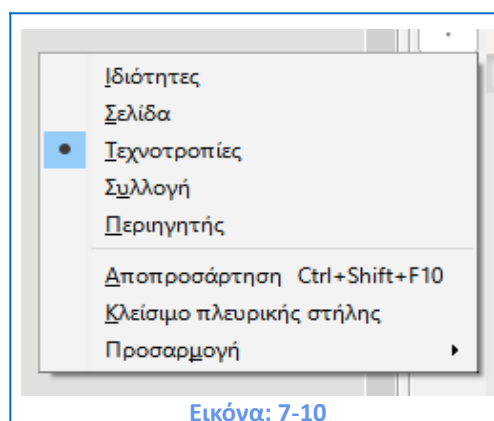 Ιδιότητες
Σελίδα
Τεχνοτροπίες
Συλλογή
Περιηγητής
Αποπροσάρτηση Ctrl+Shift+F10
Κλείσιμο πλευρικής στήλης
Προσαρμογή
Εικόνα: 7-10